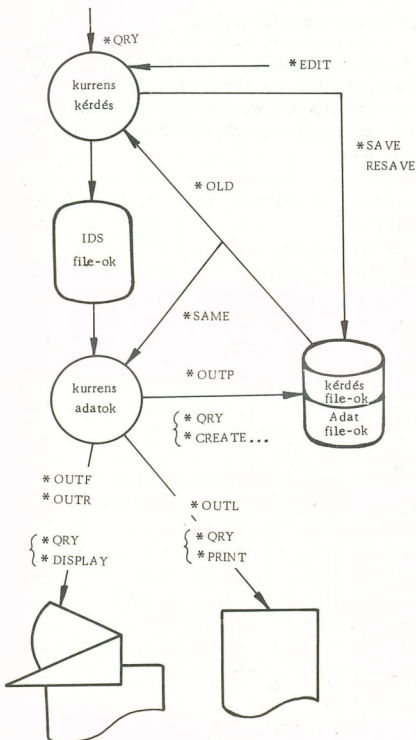 * QRY
* EDIT
kurrens
kérdés
* SAVE
RESAVE
* OLD
IDS
file-ok
* SAME
kurrens
adatok
* OUTP
kérdés
file-ok
Adat
file-ok
{ * QRY
* CREATE...
* OUTF
* OUTR
* OUTL
{ * QRY
* DISPLAY
{ * QRY
* PRINT